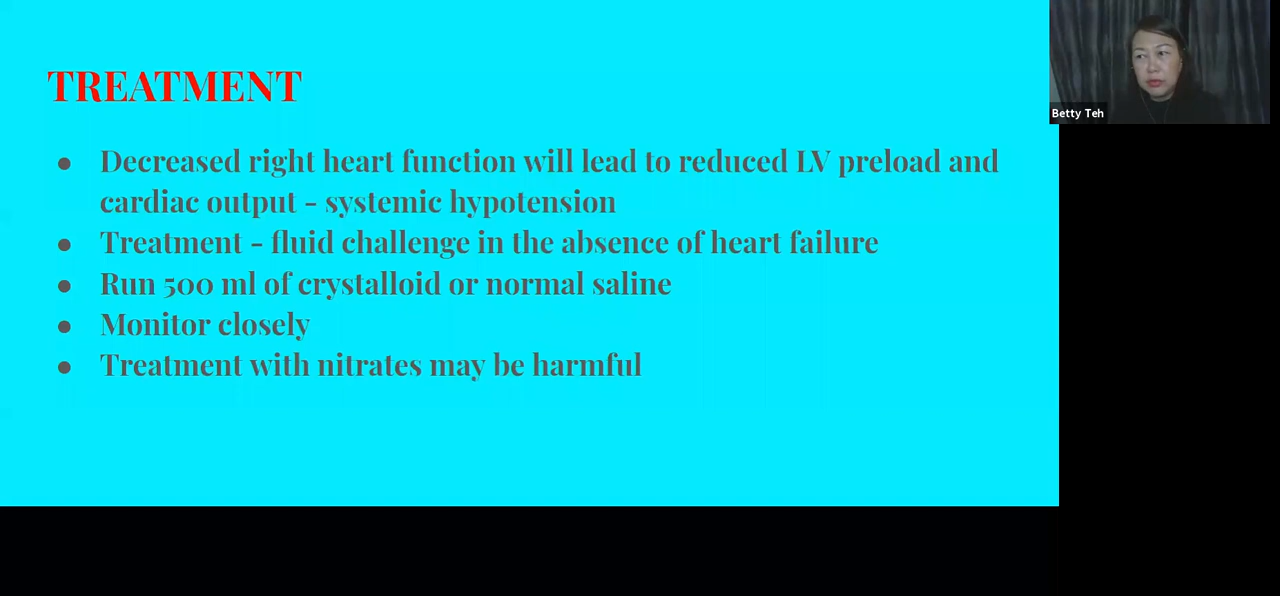 TREATMENT
● Decreased right heart function will lead to reduced LV preload and
cardiac output - systemic hypotension
● Treatment - fluid challenge in the absence of heart failure
● Run 500 ml of crystalloid or normal saline
● Monitor closely
● Treatment with nitrates may be harmful
Betty Teh